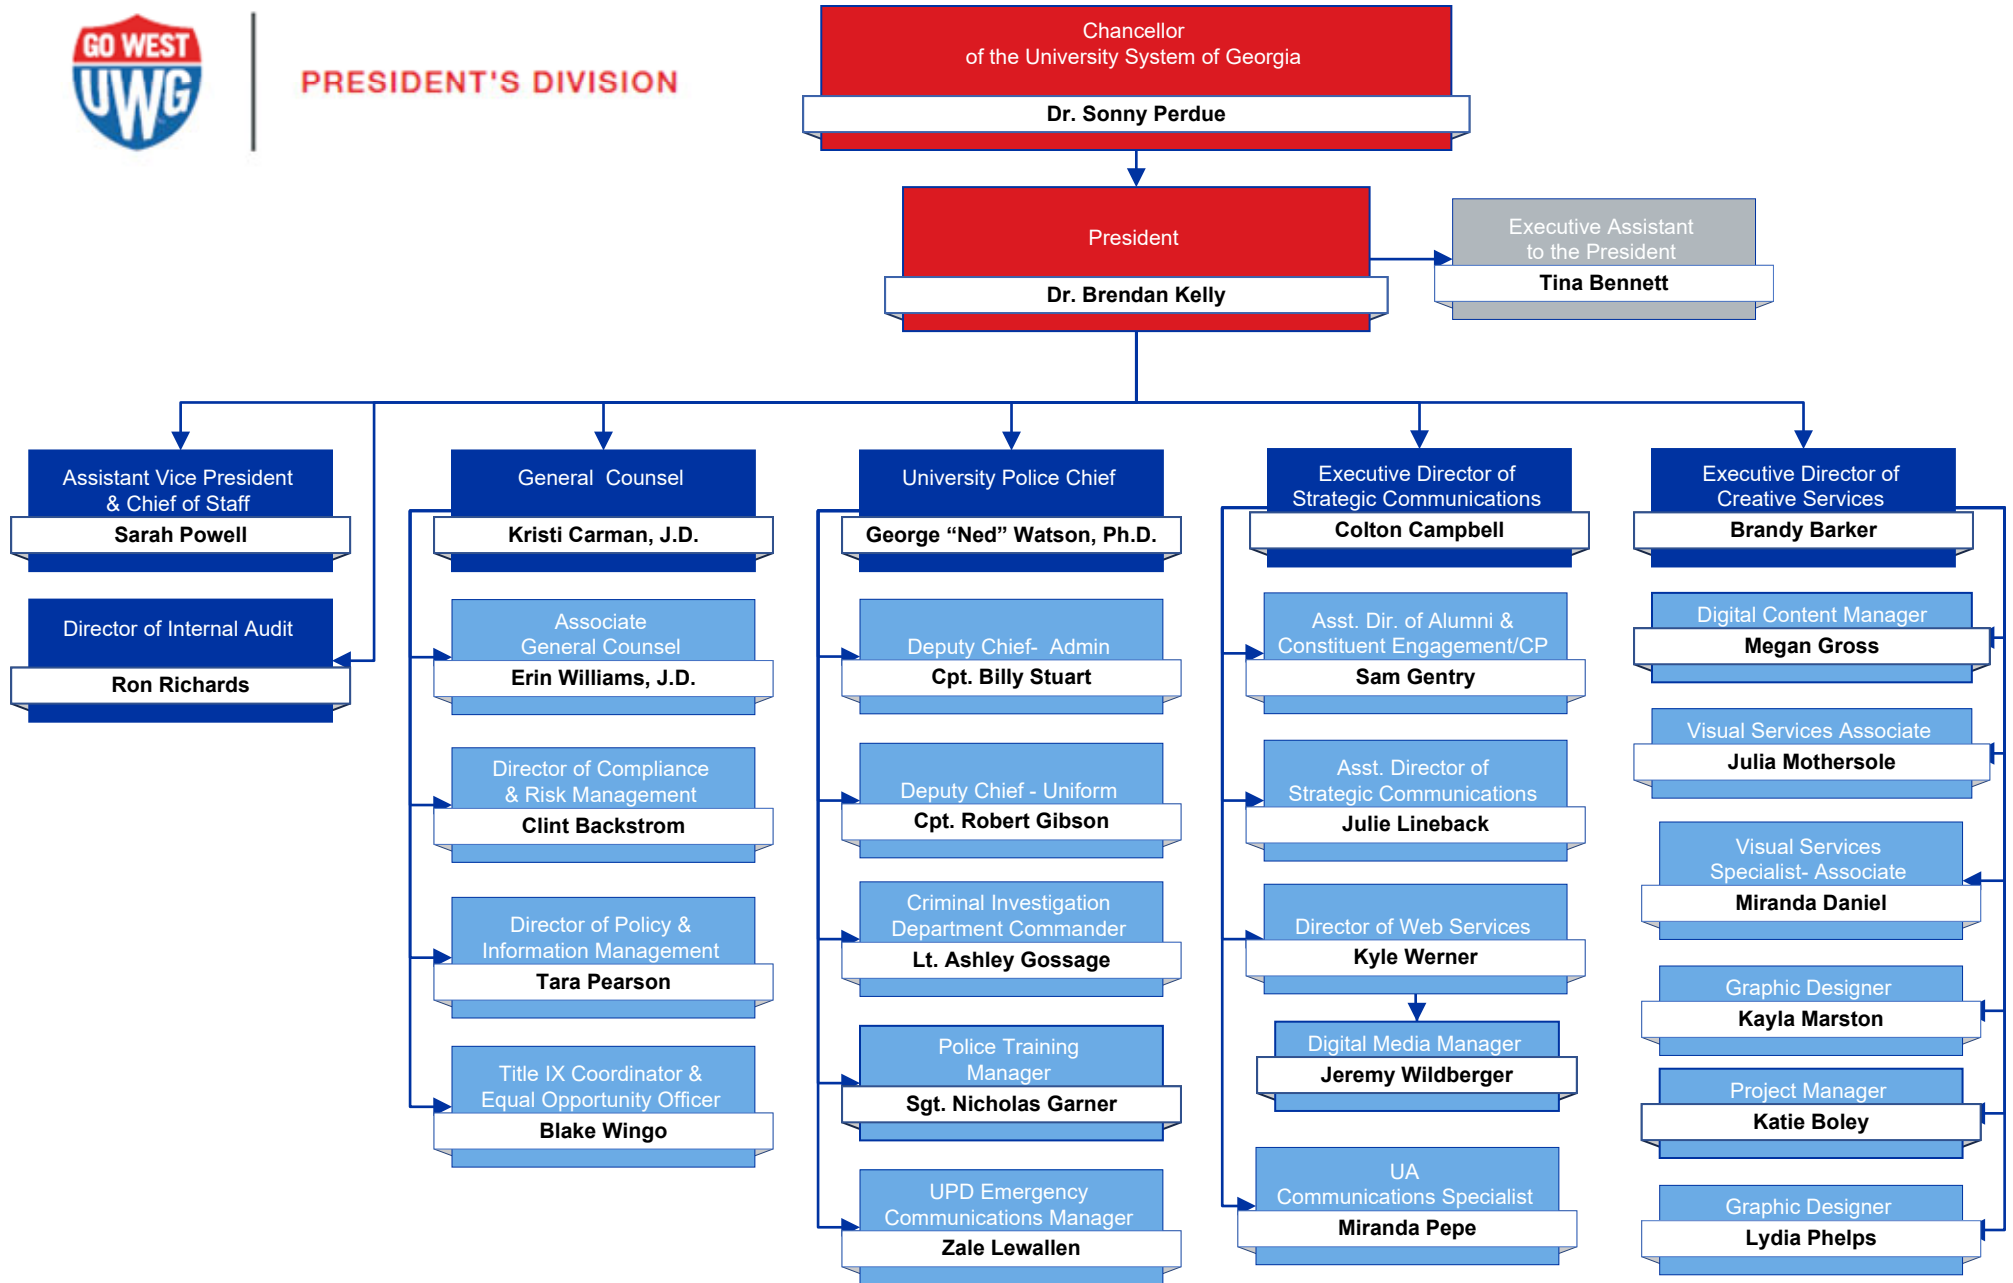 GO WEST
UWG
PRESIDENT'S DIVISION
Chancellor
of the University System of Georgia
Dr. Sonny Perdue
President
Dr. Brendan Kelly
Executive Assistant
to the President
Tina Bennett
Assistant Vice President
& Chief of Staff
Sarah Powell
Director of Internal Audit
Ron Richards
General  Counsel
Kristi Carman, J.D.
Associate
General Counsel
Erin Williams, J.D.
Director of Compliance
& Risk Management
Clint Backstrom
Director of Policy &
Information Management
Tara Pearson
Title IX Coordinator &
Equal Opportunity Officer
Blake Wingo
University Police Chief
George “Ned” Watson, Ph.D.
Deputy Chief-  Admin
Cpt. Billy Stuart
Deputy Chief - Uniform
Cpt. Robert Gibson
Criminal Investigation
Department Commander
Lt. Ashley Gossage
Police Training
Manager
Sgt. Nicholas Garner
UPD Emergency
Communications Manager
Zale Lewallen
Executive Director of
Strategic Communications
Colton Campbell
Asst. Dir. of Alumni &
Constituent Engagement/CP
Sam Gentry
Asst. Director of
Strategic Communications
Julie Lineback
Director of Web Services
Kyle Werner
Digital Media Manager
Jeremy Wildberger
UA
Communications Specialist
Miranda Pepe
Executive Director of
Creative Services
Brandy Barker
Digital Content Manager
Megan Gross
Visual Services Associate
Julia Mothersole
Visual Services
Specialist- Associate
Miranda Daniel
Graphic Designer
Kayla Marston
Project Manager
Katie Boley
Graphic Designer
Lydia Phelps